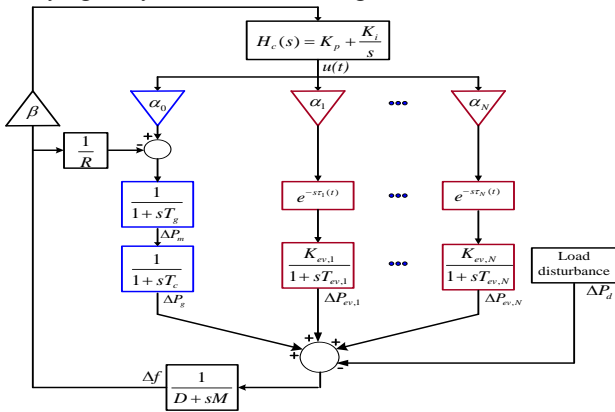 H_c(s) = K_p + K_i / s
u(t)
β
α_0
α_1
•••
α_N
+
-
1 / R
1 / (1 + sT_g)
e^{-sτ_1(t)}
•••
e^{-sτ_N(t)}
ΔP_m
1 / (1 + sT_c)
K_{ev,1} / (1 + sT_{ev,1})
•••
K_{ev,N} / (1 + sT_{ev,N})
Load
disturbance
ΔP_g
ΔP_{ev,1}
ΔP_{ev,N}
ΔP_d
+
+
+
-
Δf
1 / (D + sM)